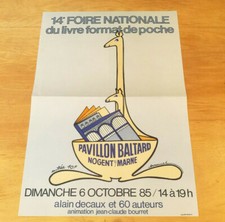 14e FOIRE NATIONALE
du livre format de poche
PAVILLON BALTARD
NOGENT / MARNE
DIMANCHE 6 OCTOBRE 85 / 14 à 19h
alain decaux et 60 auteurs
animation jean-claude bourret